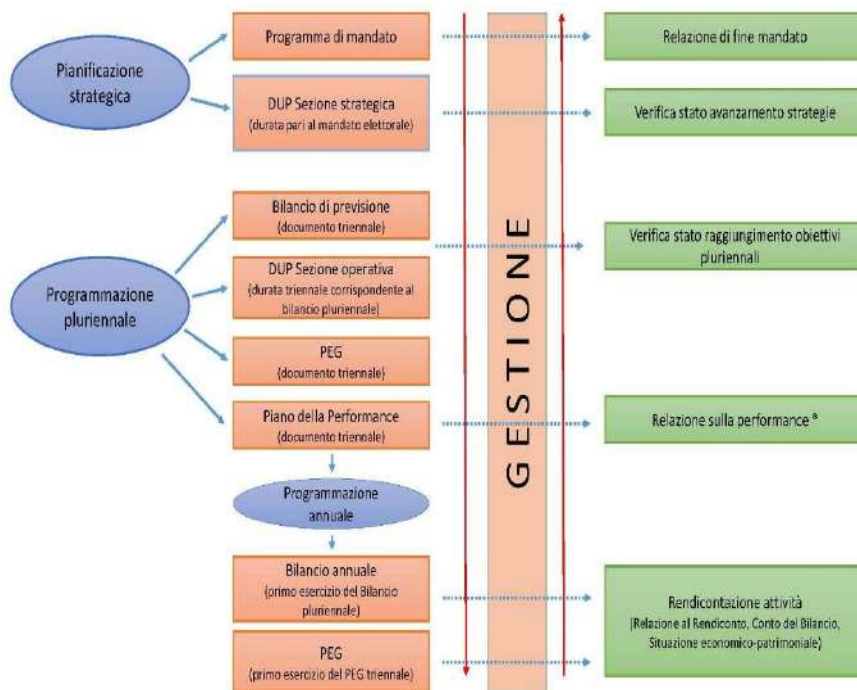 Pianificazione
strategica
Programma di mandato
DUP Sezione strategica
(durata pari al mandato elettorale)
Relazione di fine mandato
Verifica stato avanzamento strategie
Programmazione
pluriennale
Bilancio di previsione
(documento triennale)
DUP Sezione operativa
(durata triennale corrispondente al
bilancio pluriennale)
PEG
(documento triennale)
Piano della Performance
(documento triennale)
Verifica stato raggiungimento obiettivi
pluriennali
Relazione sulla performance
GESTIONE
Programmazione
annuale
Bilancio annuale
(primo esercizio del Bilancio
pluriennale)
PEG
(primo esercizio del PEG triennale)
Rendicontazione attività
(Relazione al Rendiconto, Conto del Bilancio,
Situazione economico-patrimoniale)